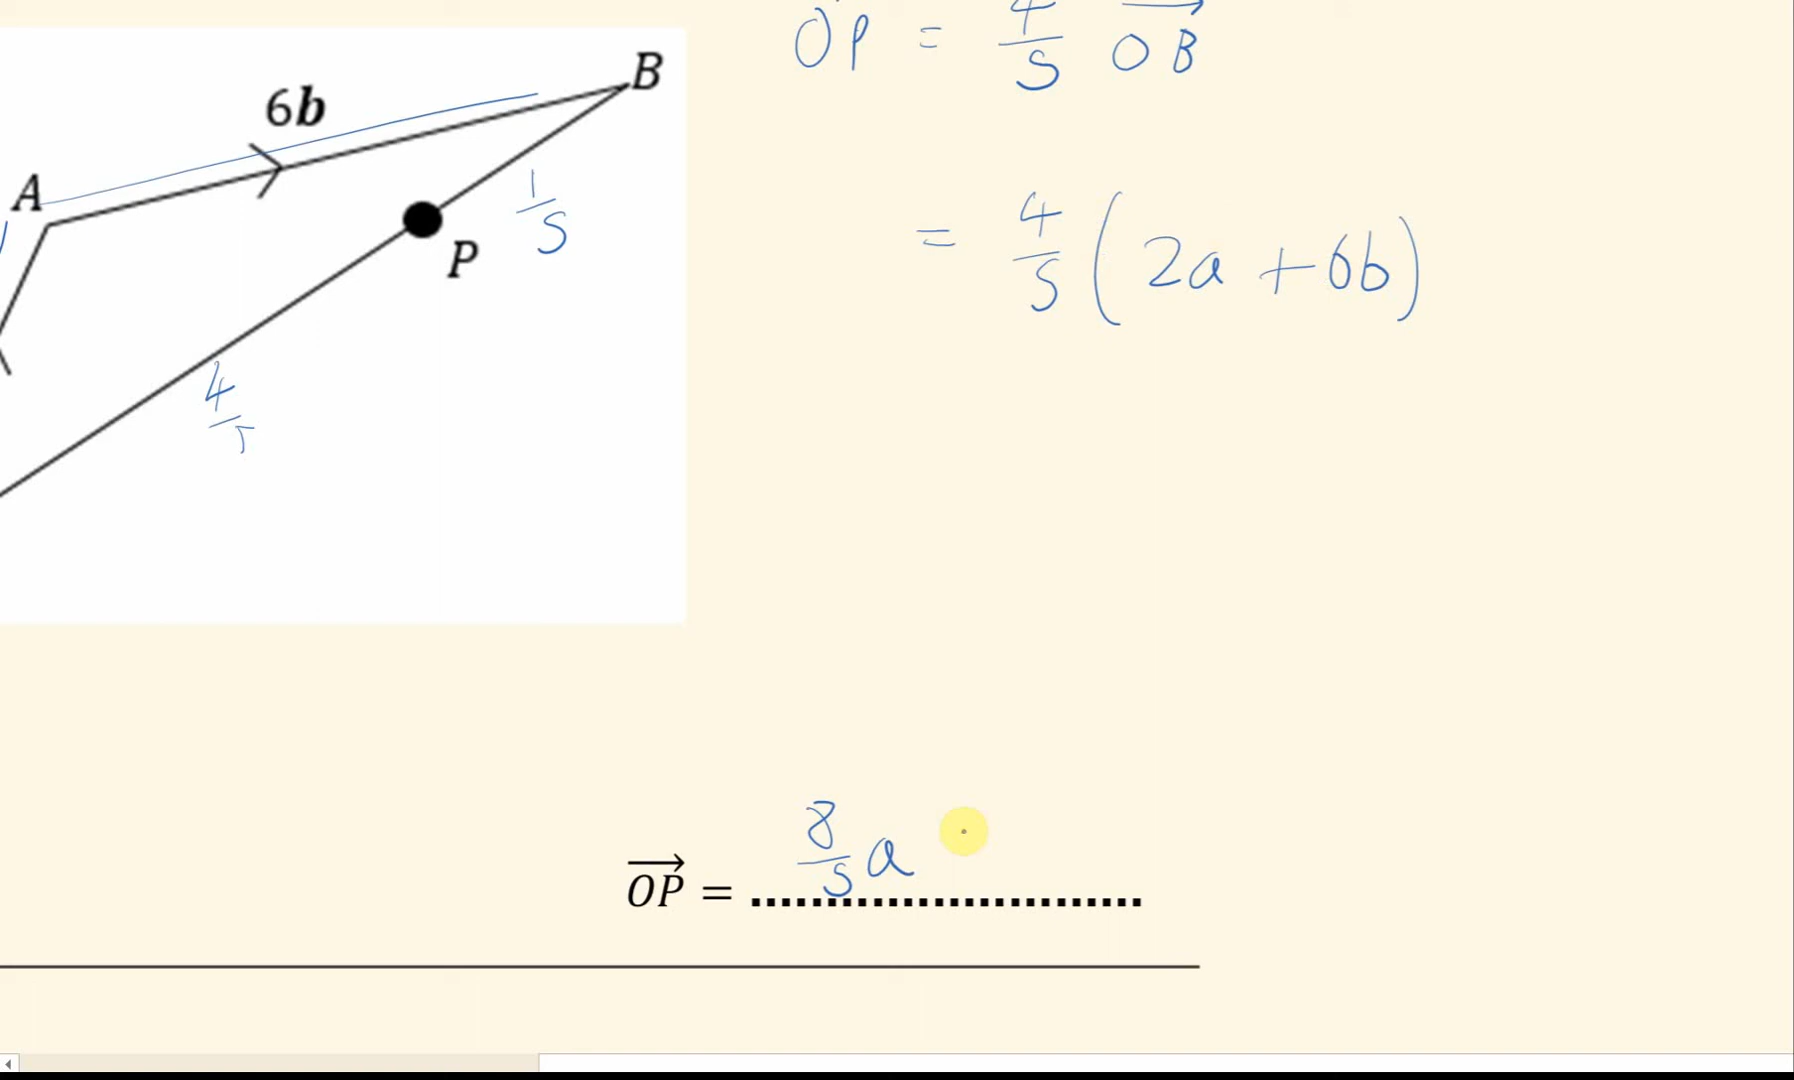 OP = 4/5 OB
B
6b
A
1/5
P
= 4/5 (2a + 6b)
4/5
8/5 a
OP = ..........................